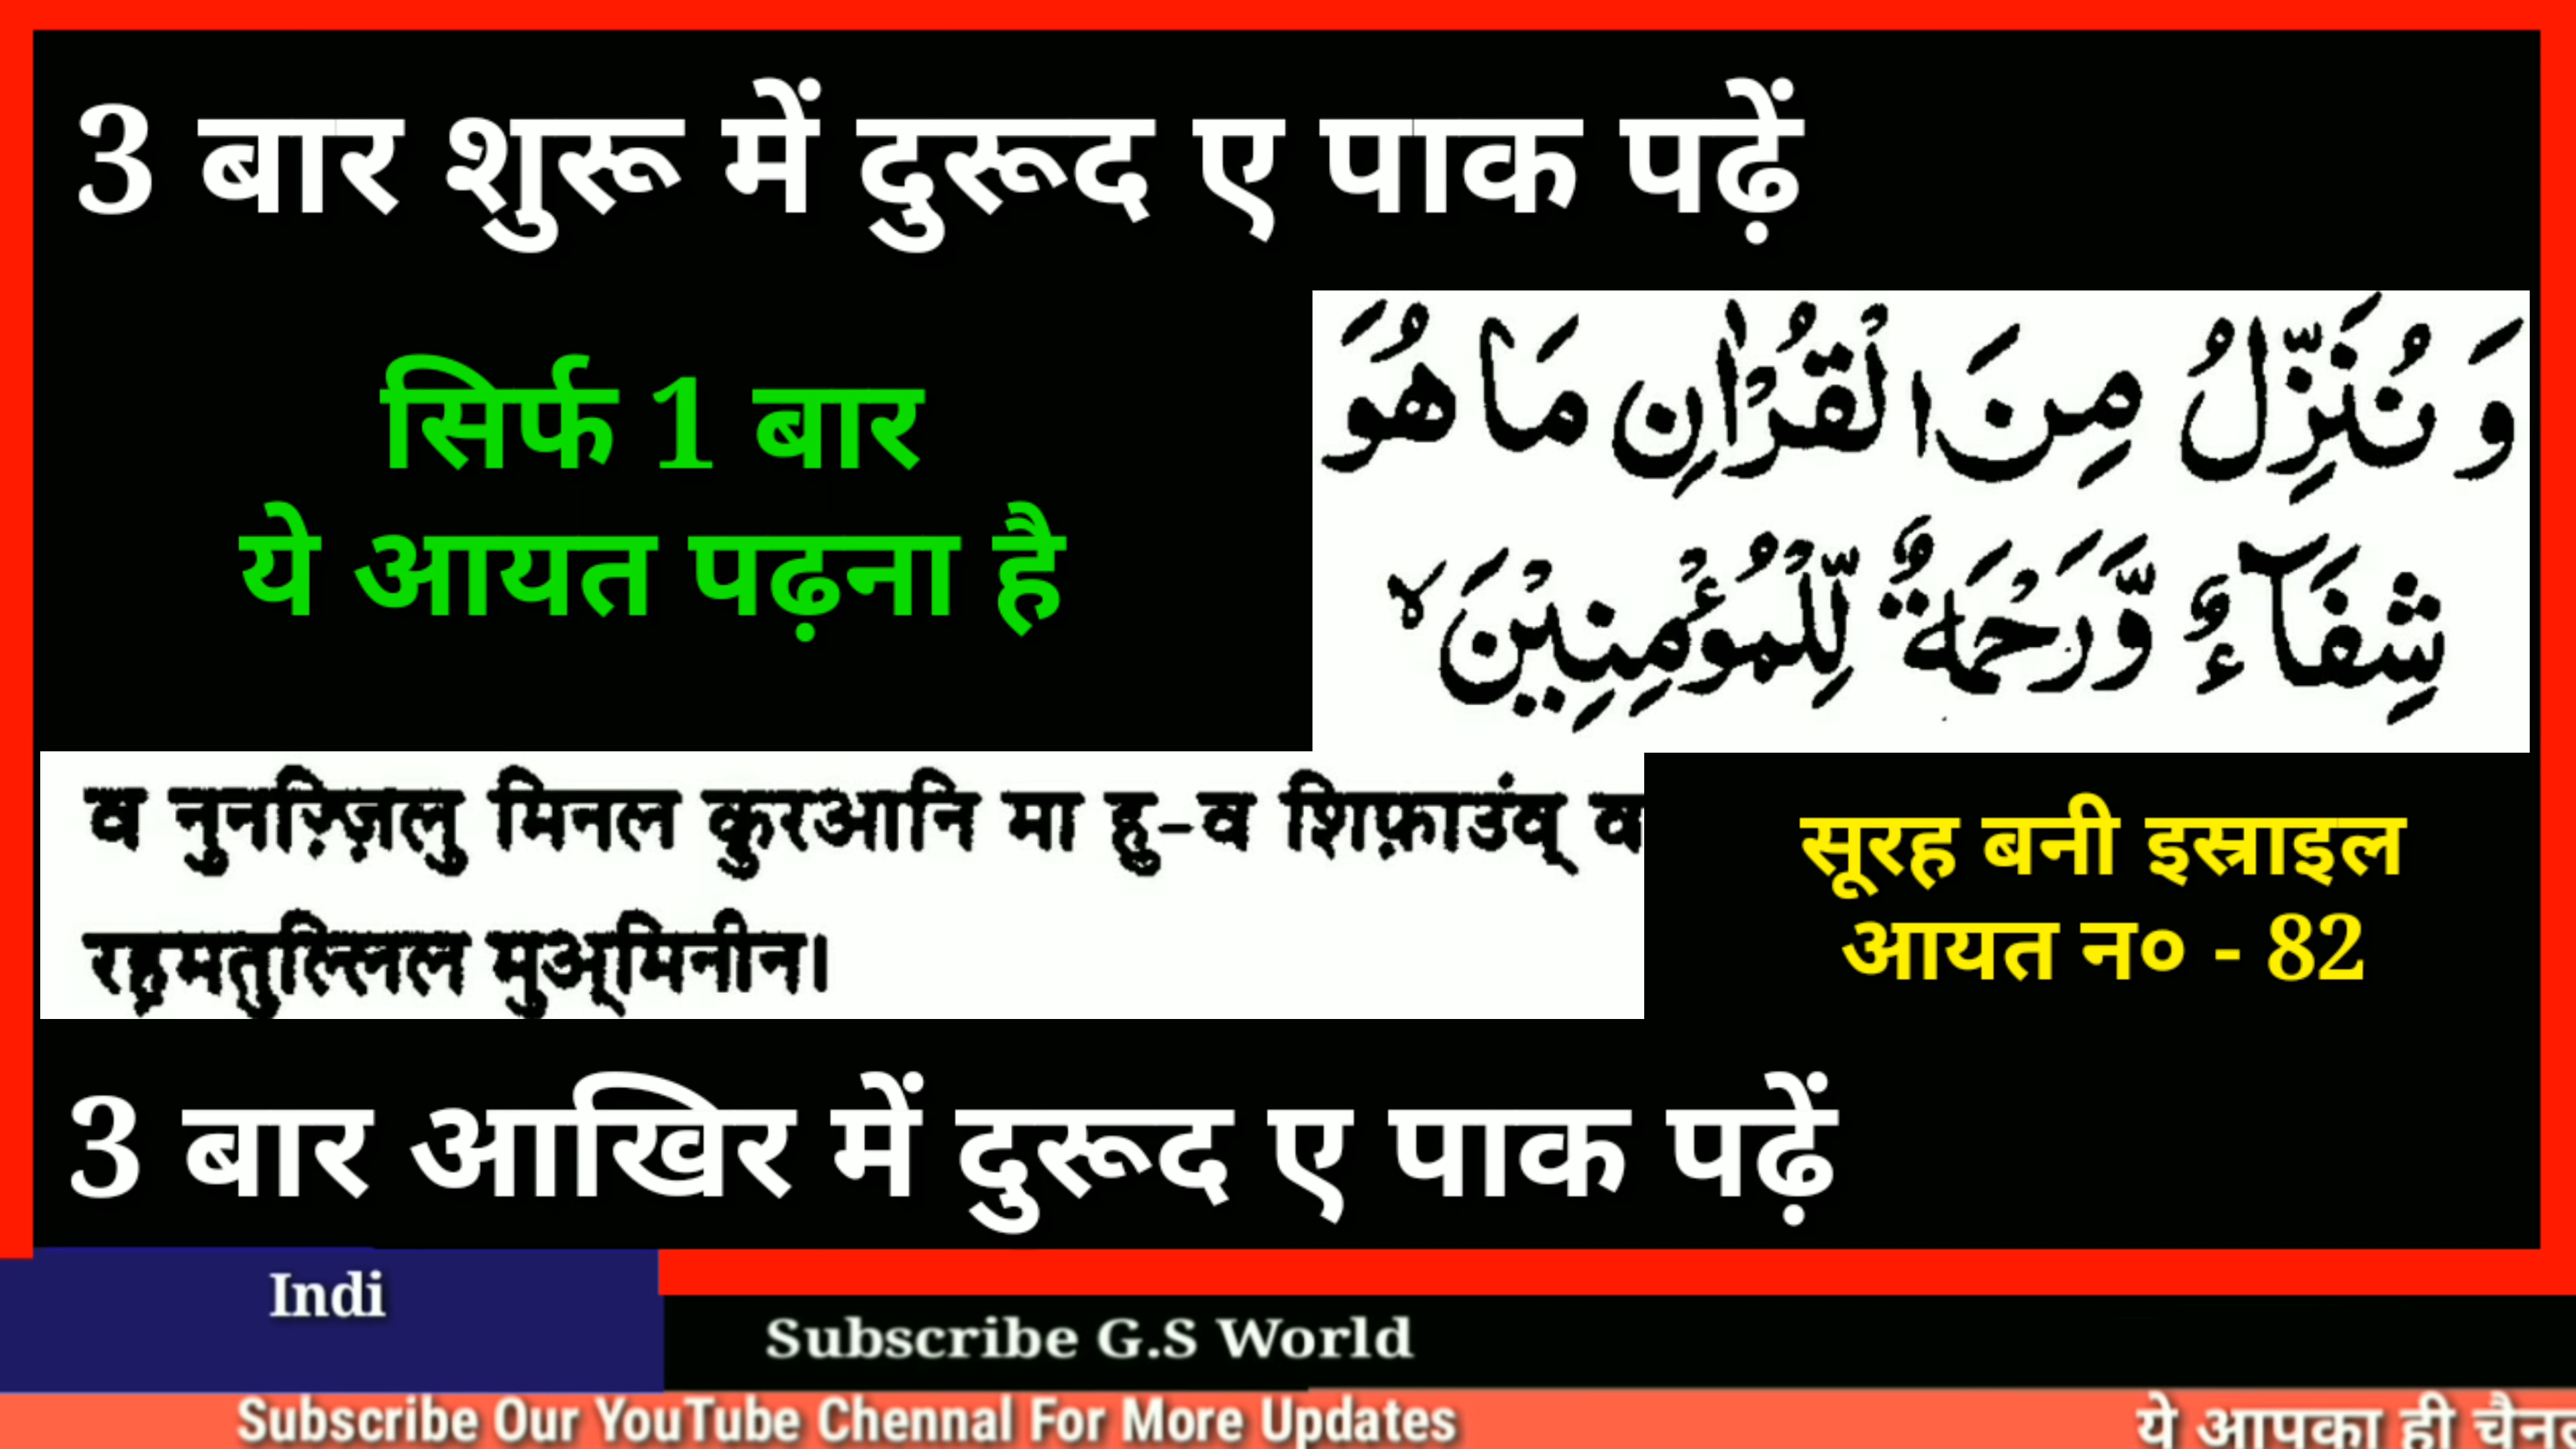 3 बार शुरू में दुरूद ए पाक पढ़ें
सिर्फ 1 बार
ये आयत पढ़ना है
وَ نُنَزِّلُ مِنَ الْقُرْاٰنِ مَا هُوَ
شِفَآءٌ وَّرَحْمَةٌ لِّلْمُؤْمِنِيْنَ ۙ
व नुनज़्ज़िलु मिनल क़ुरआनि मा हु-व शिफ़ाउंव् व
रह़मतुल्लिल मुअ्मिनीन।
सूरह बनी इस्राइल
आयत न० - 82
3 बार आखिर में दुरूद ए पाक पढ़ें
Indi
Subscribe G.S World
Subscribe Our YouTube Chennal For More Updates
ये आपका ही